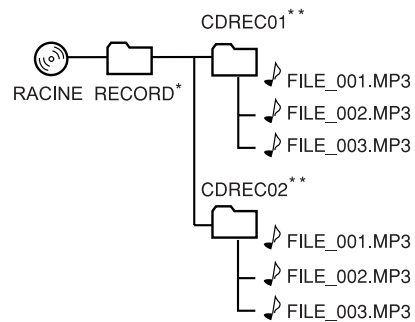 CDREC01**
RACINE RECORD*
FILE_001.MP3
FILE_002.MP3
FILE_003.MP3
CDREC02**
FILE_001.MP3
FILE_002.MP3
FILE_003.MP3